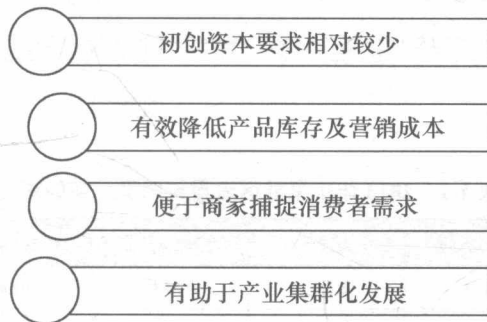 初创资本要求相对较少
有效降低产品库存及营销成本
便于商家捕捉消费者需求
有助于产业集群化发展